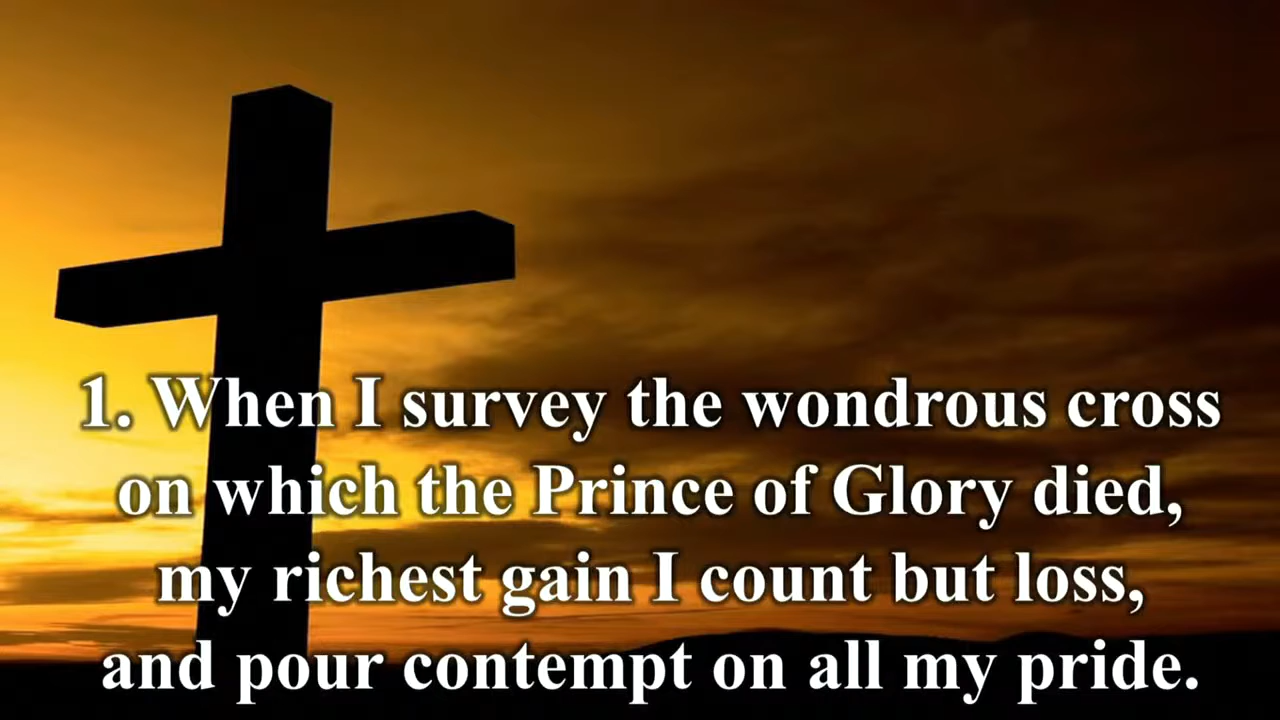 1. When I survey the wondrous cross
on which the Prince of Glory died,
my richest gain I count but loss,
and pour contempt on all my pride.